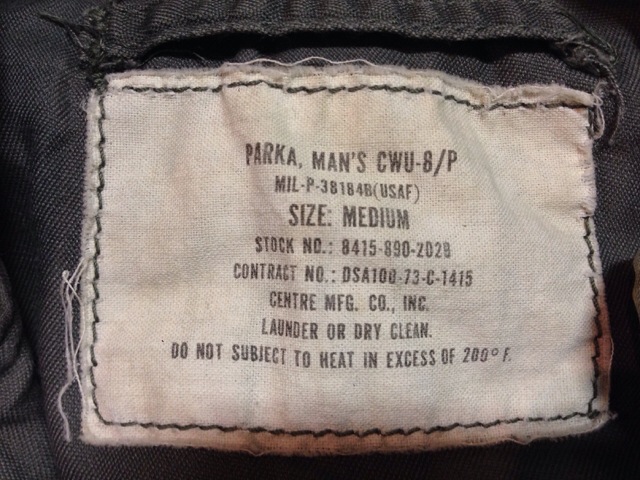 PARKA, MAN'S CWU-8/P
MIL-P-38184B(USAF)
SIZE: MEDIUM
STOCK NO.: 8415-890-2028
CONTRACT NO.: DSA100-73-C-1415
CENTRE MFG. CO., INC.
LAUNDER OR DRY CLEAN.
DO NOT SUBJECT TO HEAT IN EXCESS OF 200° F.